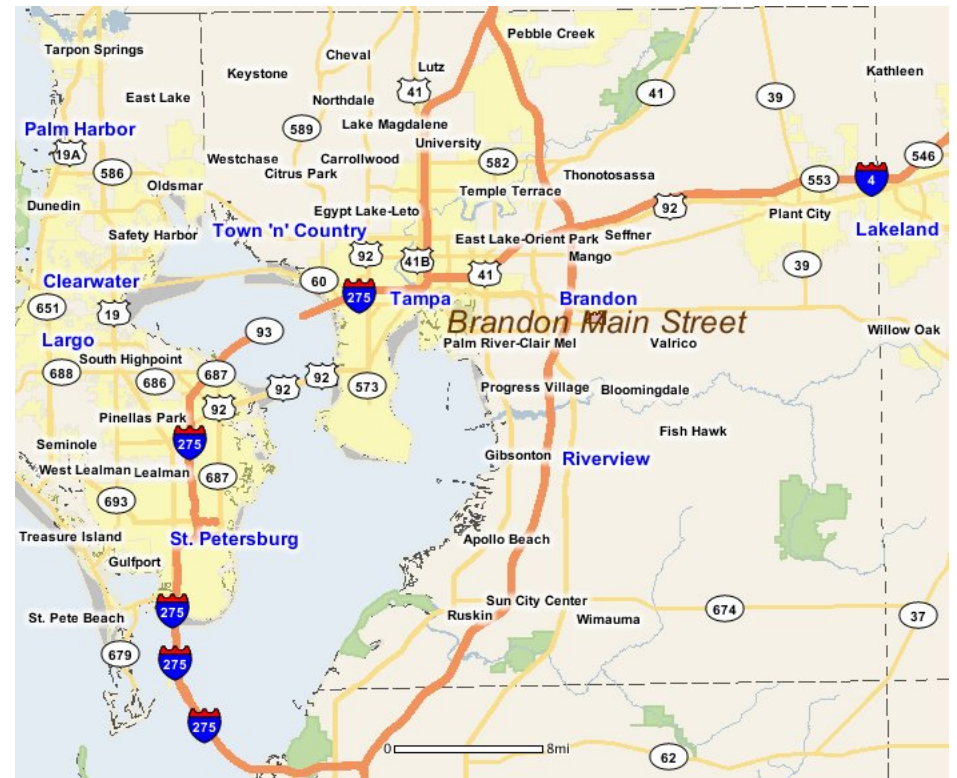 Pebble Creek
Tarpon Springs
Cheval
Keystone
Lutz
Kathleen
41
41
39
East Lake
Northdale
Palm Harbor
589
Lake Magdalene
University
19A
586
Westchase
Carrollwood
582
546
Citrus Park
Thonotosassa
553
4
Oldsmar
Temple Terrace
Dunedin
Egypt Lake-Leto
92
Plant City
Safety Harbor
Town 'n' Country
East Lake-Orient Park
Seffner
Lakeland
92
41B
Mango
39
Clearwater
60
41
275
Tampa
Brandon
651
19
Brandon Main Street
93
Largo
Palm River-Clair Mel
Valrico
Willow Oak
South Highpoint
688
686
687
92
92
573
Progress Village
Bloomingdale
92
Pinellas Park
Fish Hawk
Seminole
275
Gibsonton
Riverview
West Lealman
Lealman
687
693
Treasure Island
St. Petersburg
Apollo Beach
Gulfport
Sun City Center
St. Pete Beach
275
Ruskin
Wimauma
674
37
679
275
275
0
8mi
62